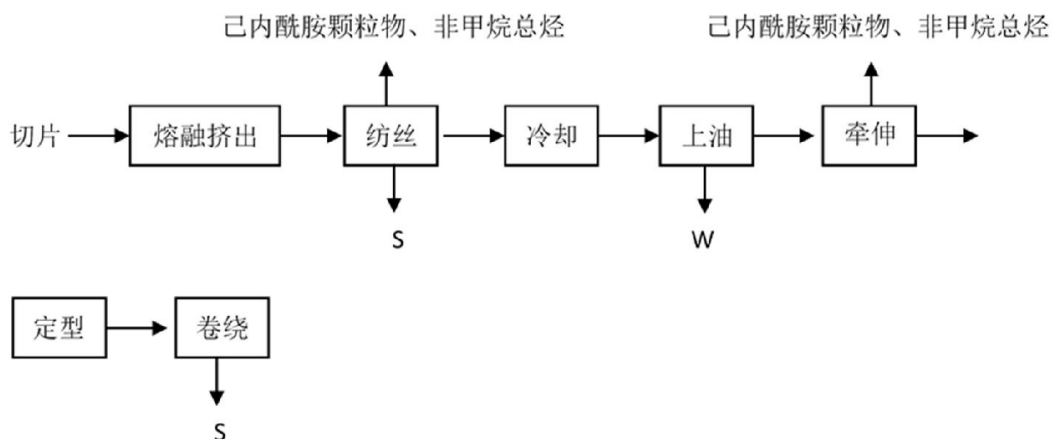 己内酰胺颗粒物、非甲烷总烃
己内酰胺颗粒物、非甲烷总烃
切片
熔融挤出
纺丝
冷却
上油
牵伸
S
W
定型
卷绕
S